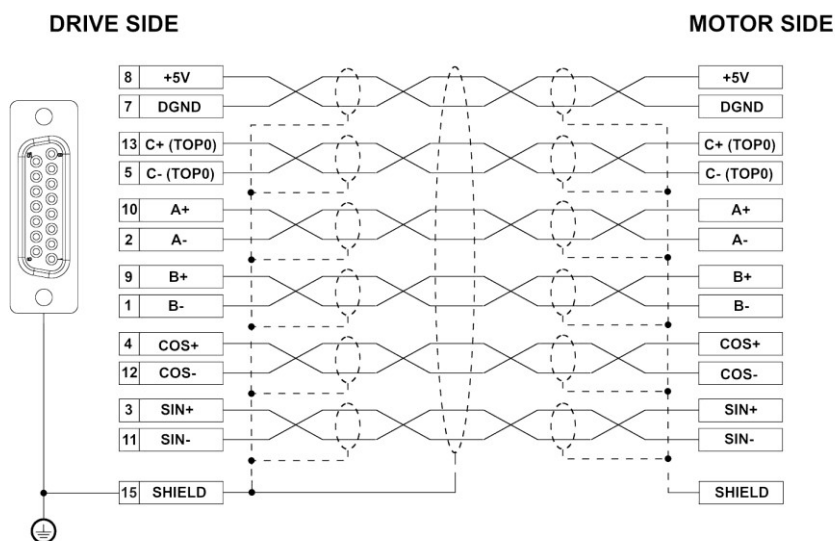 DRIVE SIDE MOTOR SIDE
8 +5V +5V
7 DGND DGND
13 C+ (TOP0) C+ (TOP0)
5 C- (TOP0) C- (TOP0)
10 A+ A+
2 A- A-
9 B+ B+
1 B- B-
4 COS+ COS+
12 COS- COS-
3 SIN+ SIN+
11 SIN- SIN-
15 SHIELD SHIELD